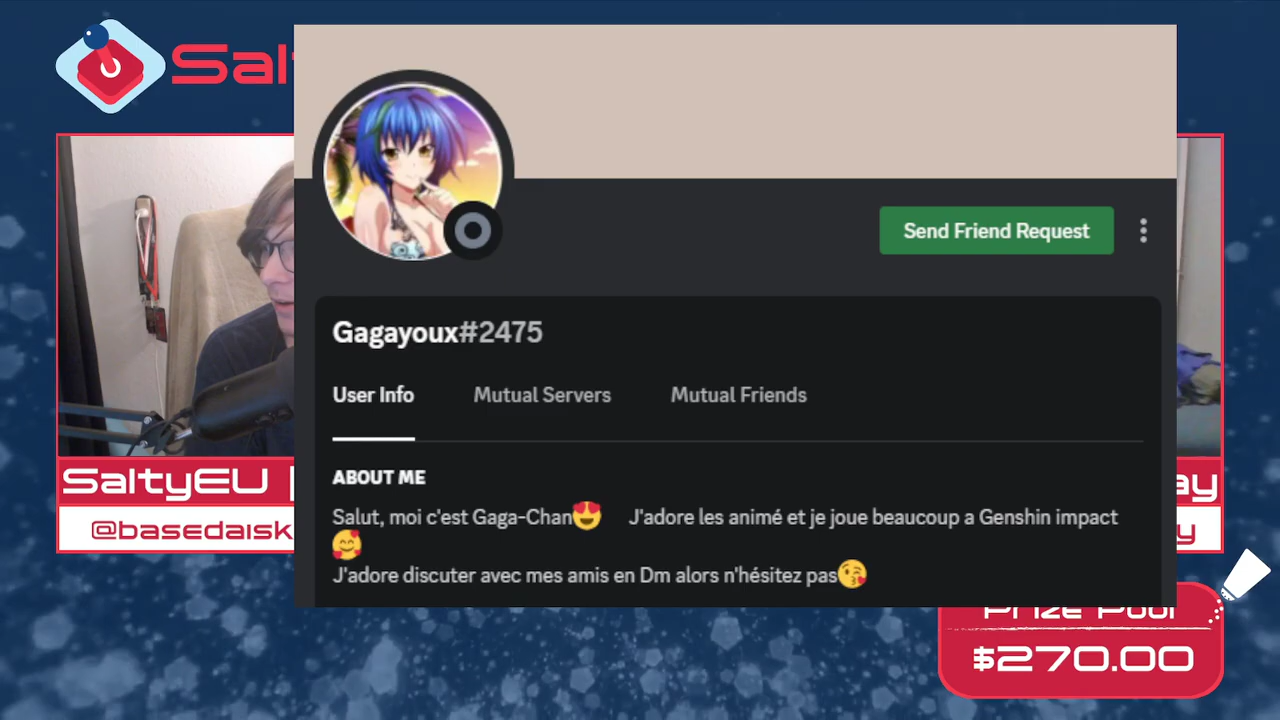 Salt
Send Friend Request
Gagayoux#2475
User Info
Mutual Servers
Mutual Friends
ABOUT ME
Salut, moi c'est Gaga-Chan😍 J'adore les animé et je joue beaucoup a Genshin impact
🥰
J'adore discuter avec mes amis en Dm alors n'hésitez pas😘
SaltyEU |
@basedaisk
ay
y
Prize Pool
$270.00